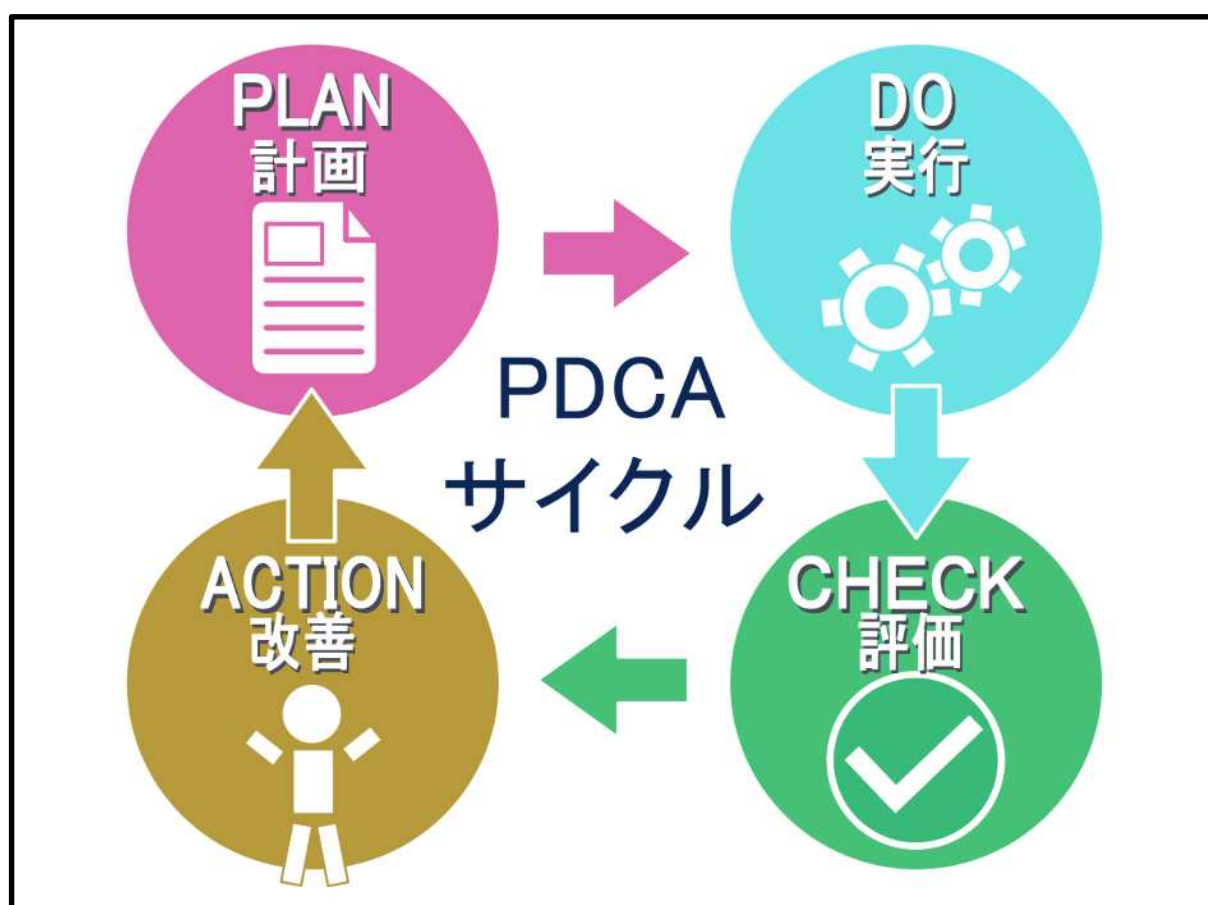 PLAN
計画
DO
実行
PDCA
サイクル
ACTION
改善
CHECK
評価